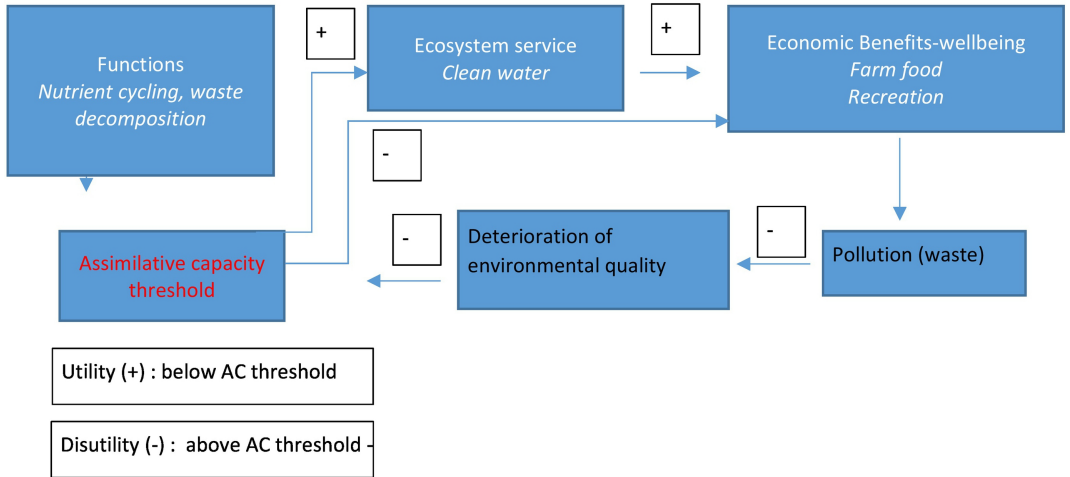 Functions
Nutrient cycling, waste
decomposition
+
Ecosystem service
Clean water
+
Economic Benefits-wellbeing
Farm food
Recreation
-
Assimilative capacity
threshold
-
Deterioration of
environmental quality
-
Pollution (waste)
Utility (+) : below AC threshold
Disutility (-) :  above AC threshold -